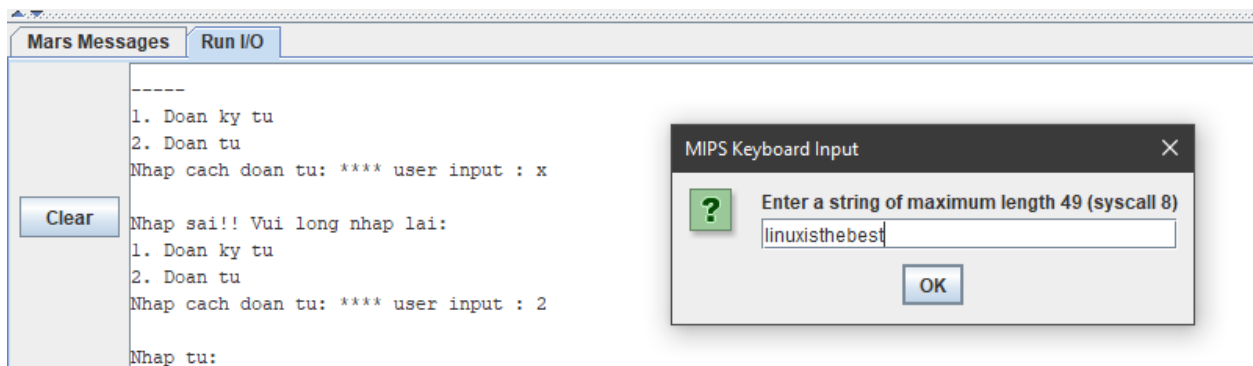 Mars Messages Run I/O
Clear
-----
1. Doan ky tu
2. Doan tu
Nhap cach doan tu: **** user input : x
Nhap sai!! Vui long nhap lai:
1. Doan ky tu
2. Doan tu
Nhap cach doan tu: **** user input : 2
Nhap tu:
MIPS Keyboard Input
Enter a string of maximum length 49 (syscall 8)
linuxisthebest
OK